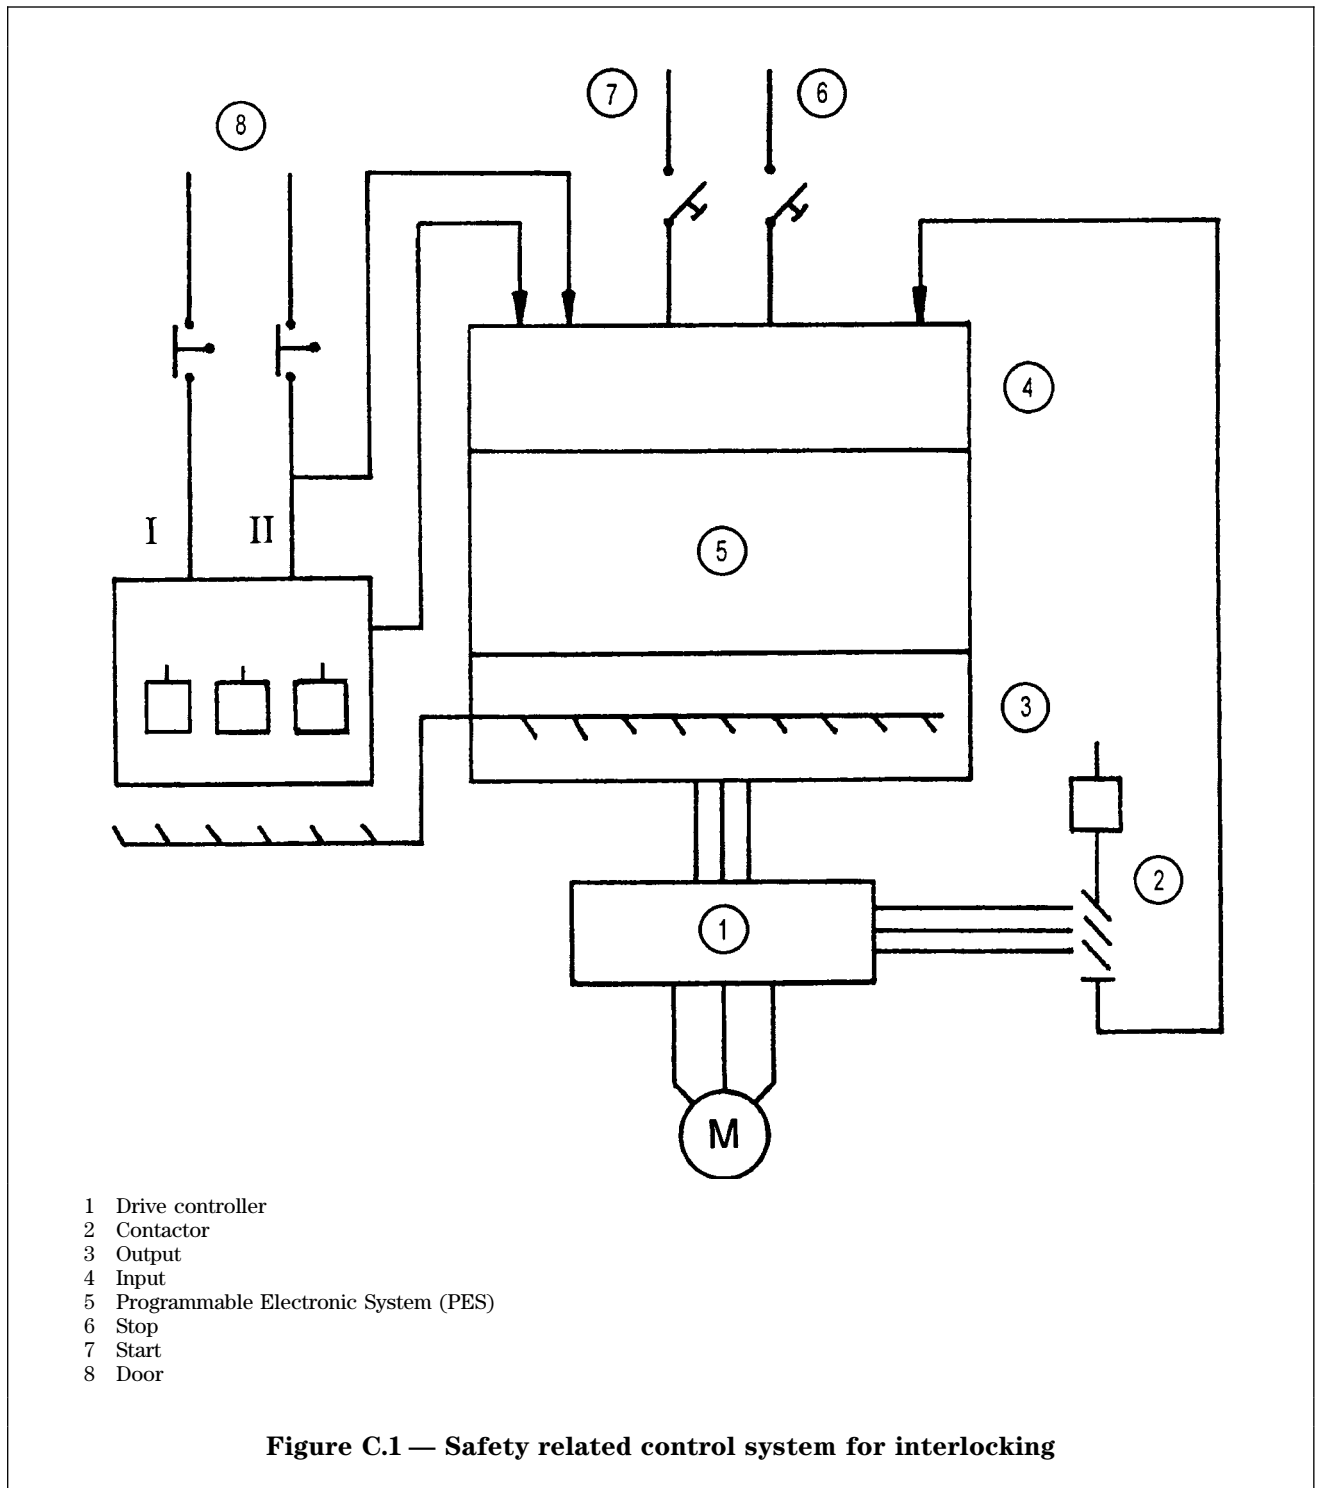 7
6
8
4
I
II
5
3
2
1
M
1 Drive controller
2 Contactor
3 Output
4 Input
5 Programmable Electronic System (PES)
6 Stop
7 Start
8 Door
Figure C.1 — Safety related control system for interlocking